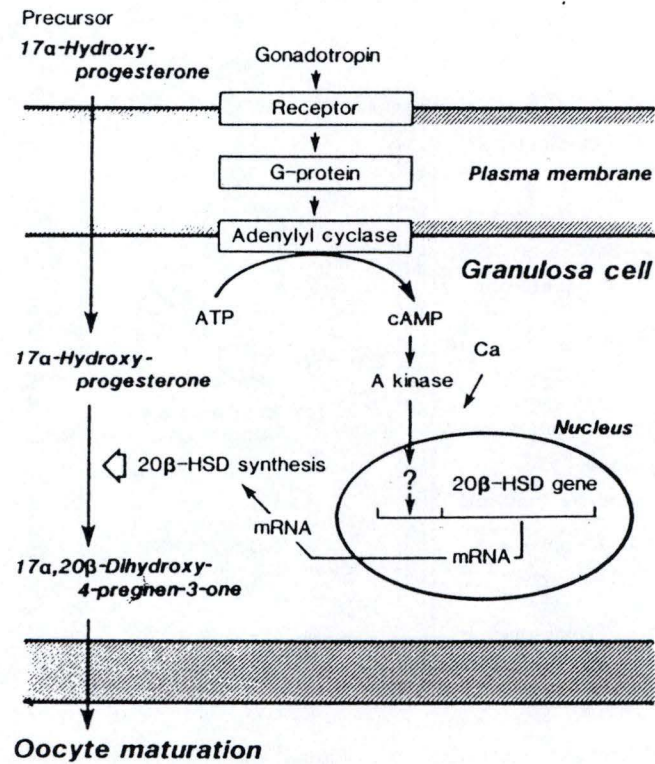 Precursor
17α-Hydroxy-
progesterone
Gonadotropin
Receptor
G-protein
Plasma membrane
Adenylyl cyclase
Granulosa cell
ATP
cAMP
17α-Hydroxy-
progesterone
A kinase
Ca
Nucleus
20β-HSD synthesis
?
20β-HSD gene
mRNA
mRNA
17α,20β-Dihydroxy-
4-pregnen-3-one
Oocyte maturation